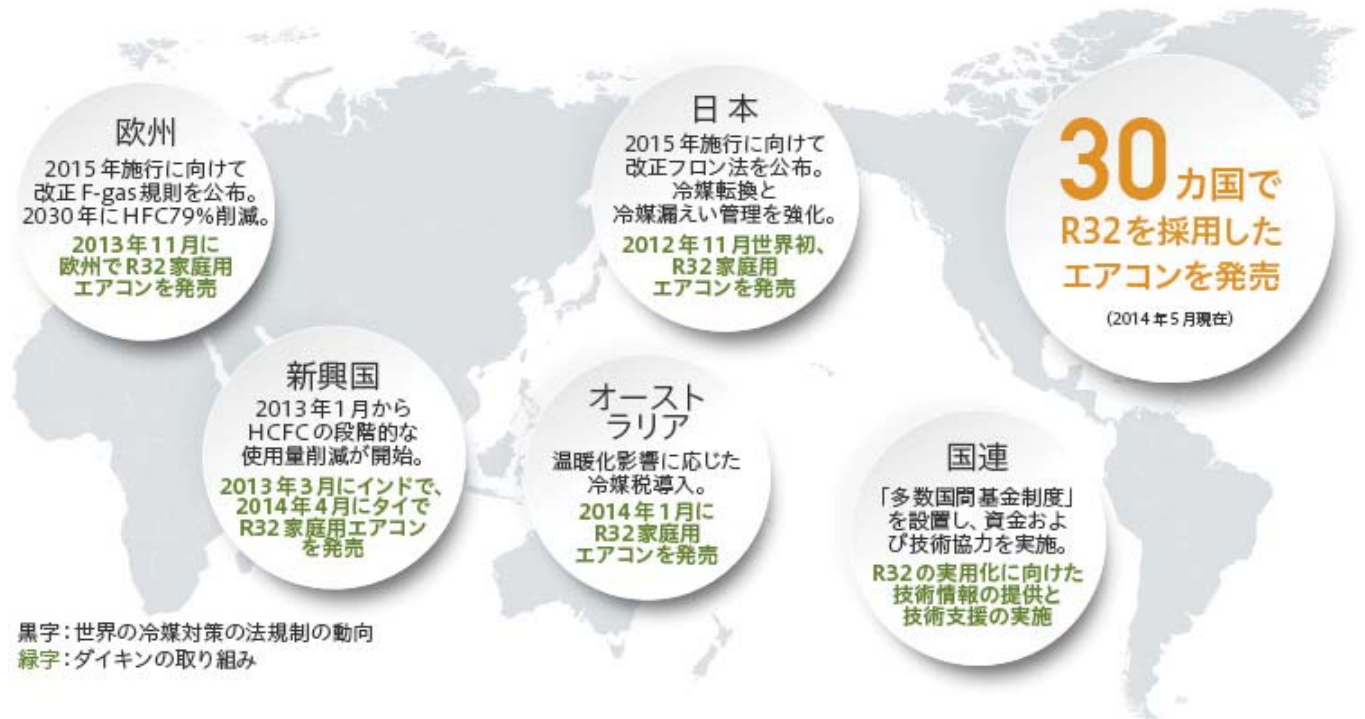 欧州
2015年施行に向けて
改正F-gas規則を公布。
2030年にHFC79%削減。
2013年11月に
欧州でR32家庭用
エアコンを発売
日本
2015年施行に向けて
改正フロン法を公布。
冷媒転換と
冷媒漏えい管理を強化。
2012年11月世界初、
R32家庭用
エアコンを発売
30カ国で
R32を採用した
エアコンを発売
(2014年5月現在)
新興国
2013年1月から
HCFCの段階的な
使用量削減が開始。
2013年3月にインドで、
2014年4月にタイで
R32家庭用エアコン
を発売
オースト
ラリア
温暖化影響に応じた
冷媒税導入。
2014年1月に
R32家庭用
エアコンを発売
国連
「多数国間基金制度」
を設置し、資金およ
び技術協力を実施。
R32の実用化に向けた
技術情報の提供と
技術支援の実施
黒字：世界の冷媒対策の法規制の動向
緑字：ダイキンの取り組み